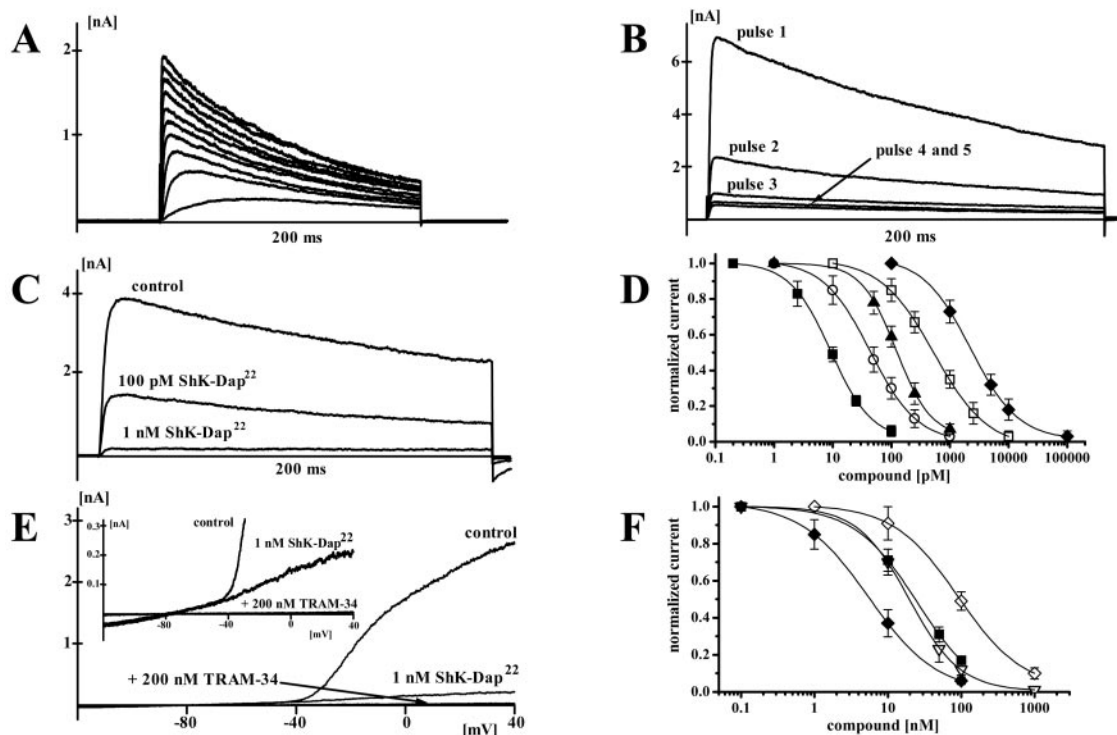 A
[nA]
2
1
200 ms
B
[nA]
6
4
2
pulse 1
pulse 2
pulse 3
pulse 4 and 5
200 ms
C
[nA]
4
2
control
100 pM ShK-Dap22
1 nM ShK-Dap22
200 ms
D
normalized current
1.0
0.8
0.6
0.4
0.2
0.0
0.1 1 10 100 1000 10000 100000
compound [pM]
E
[nA]
3
2
1
0.3 [nA]
0.2
0.1
control
1 nM ShK-Dap22
+ 200 nM TRAM-34
-80 -40 0 40
[mV]
control
+ 200 nM TRAM-34
1 nM ShK-Dap22
-80 -40 0 40
[mV]
F
normalized current
1.0
0.8
0.6
0.4
0.2
0.0
0.1 1 10 100 1000
compound [nM]